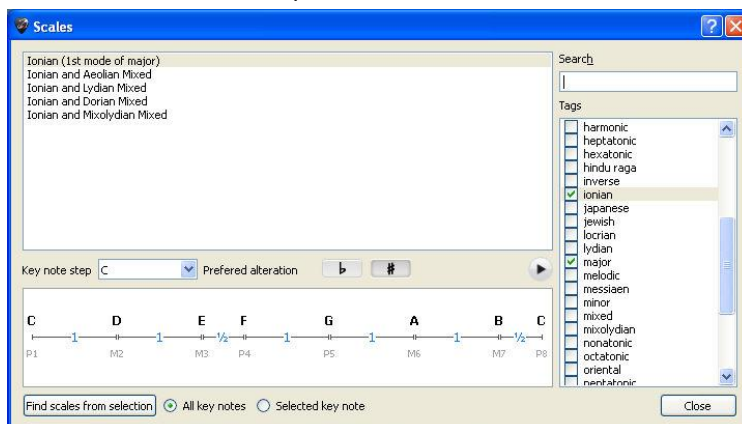 Scales
Ionian (1st mode of major)
Ionian and Aeolian Mixed
Ionian and Lydian Mixed
Ionian and Dorian Mixed
Ionian and Mixolydian Mixed
Search
Tags
harmonic
heptatonic
hexatonic
hindu raga
inverse
ionian
japanese
jewish
locrian
lydian
major
melodic
messiaen
minor
mixed
mixolydian
nonatonic
octatonic
oriental
pentatonic
Key note step C Prefered alteration ♭ #
C D E F G A B C
1 1 ½ 1 1 1 ½
P1 M2 M3 P4 P5 M6 M7 P8
Find scales from selection All key notes Selected key note Close